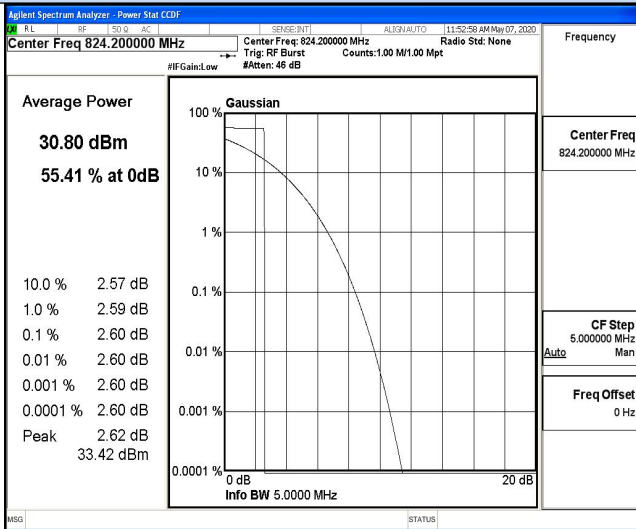 Agilent Spectrum Analyzer - Power Stat CCDF
LXI RL RF 50 Ω AC SENSE:INT ALIGN AUTO 11:52:58 AM May 07, 2020
Center Freq 824.200000 MHz
Center Freq: 824.200000 MHz Radio Std: None
Trig: RF Burst Counts:1.00 M/1.00 Mpt
#IFGain:Low #Atten: 46 dB
Frequency
Average Power
30.80 dBm
55.41 % at 0dB
10.0 % 2.57 dB
1.0 % 2.59 dB
0.1 % 2.60 dB
0.01 % 2.60 dB
0.001 % 2.60 dB
0.0001 % 2.60 dB
Peak 2.62 dB
33.42 dBm
Gaussian
100 %
10 %
1 %
0.1 %
0.01 %
0.001 %
0.0001 %
0 dB 20 dB
Info BW 5.0000 MHz
Center Freq
824.200000 MHz
CF Step
5.000000 MHz
Auto Man
Freq Offset
0 Hz
MSG STATUS